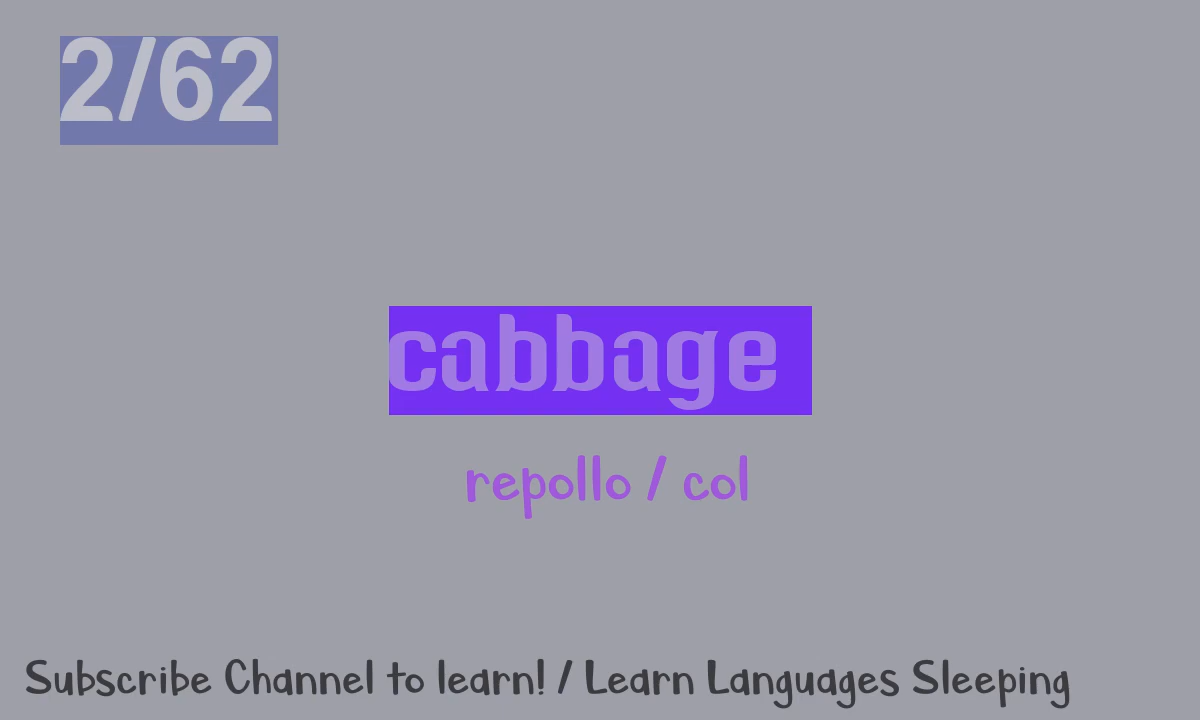 2/62
cabbage
repollo / col
Subscribe Channel to learn! / Learn Languages Sleeping